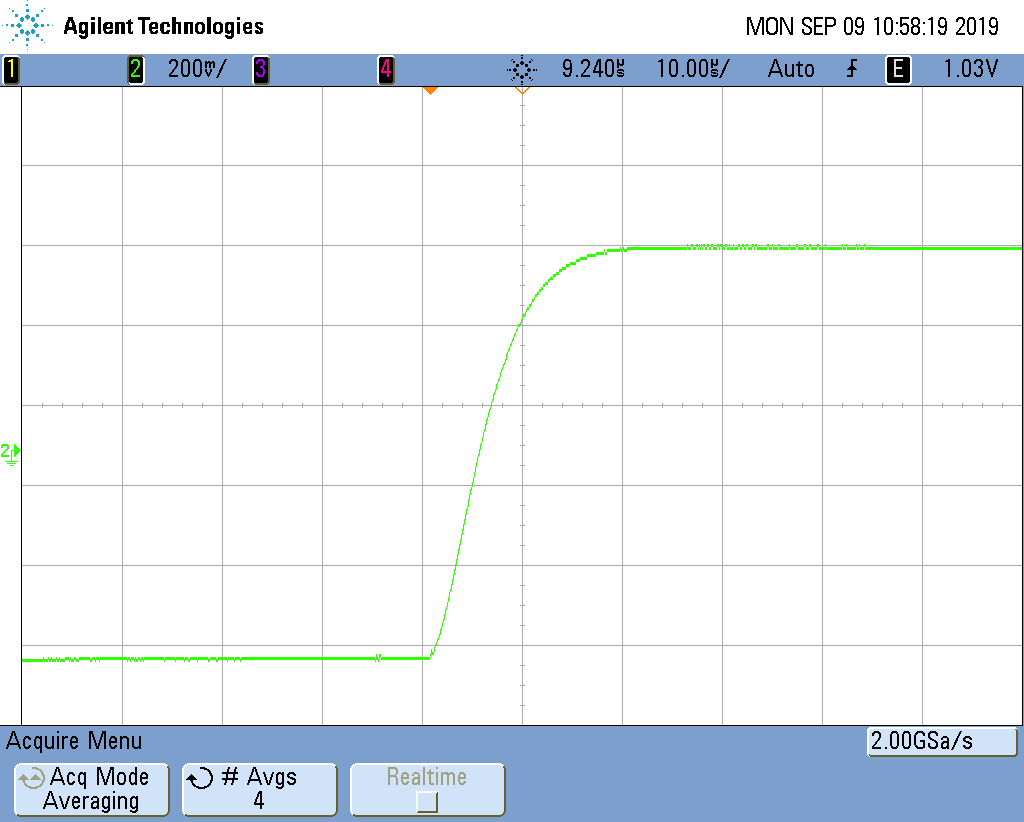 Agilent Technologies MON SEP 09 10:58:19 2019
1 2 200mV/ 3 4 9.240µs 10.00µs/ Auto E 1.03V
2
Acquire Menu 2.00GSa/s
Acq Mode # Avgs Realtime
Averaging 4